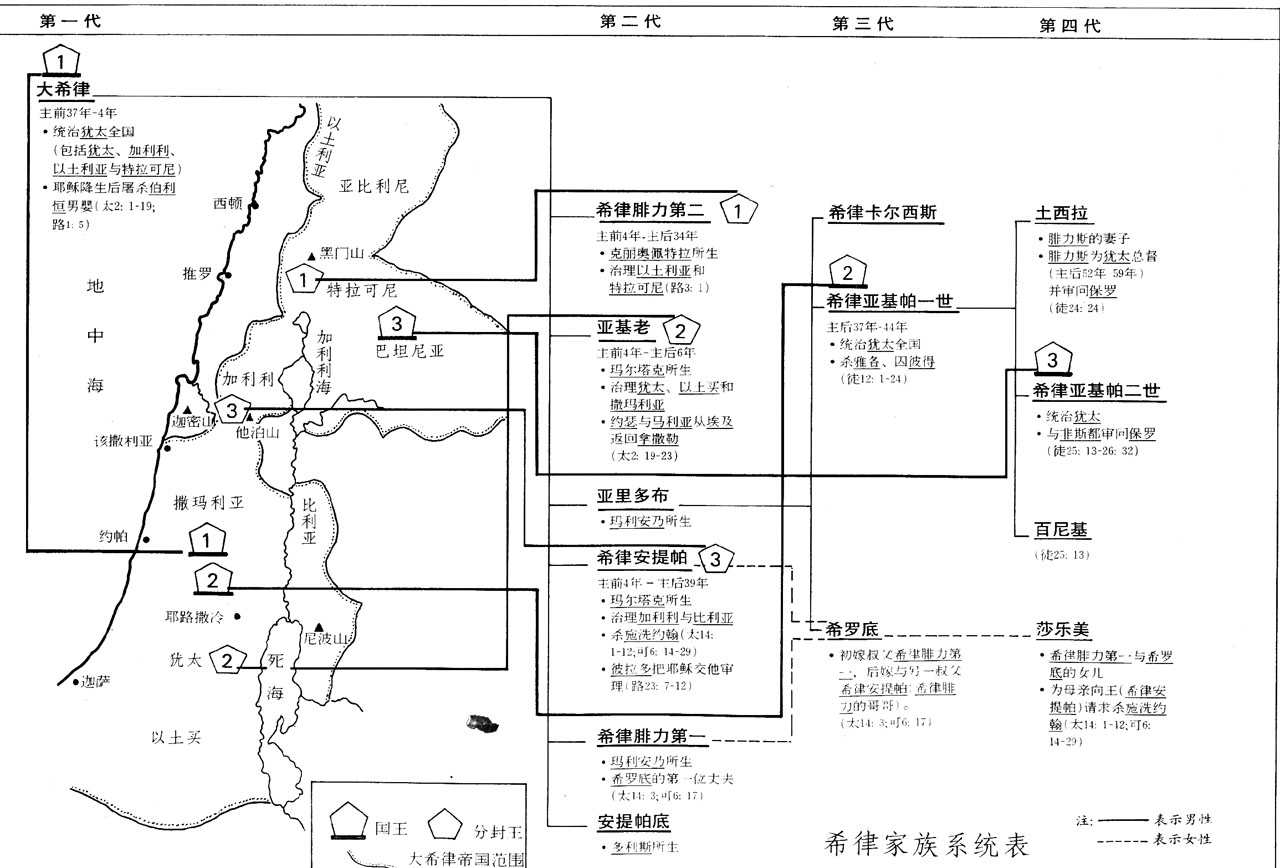 第一代
第二代
第三代
第四代
1
大希律
主前37年-4年
• 统治犹太全国
(包括犹太、加利利、
以土利亚与特拉可尼)
• 耶稣降生后屠杀伯利
恒男婴(太2: 1-19;
路1: 5)
地
中
海
以土利亚
亚比利尼
西顿
黑门山
推罗
1
特拉可尼
3
巴坦尼亚
加利利海
加利利
3
迦密山
他泊山
该撒利亚
撒玛利亚
比利亚
约帕
1
2
耶路撒冷
尼波山
犹太
2
死
海
迦萨
以土买
国王
分封王
大希律帝国范围
希律腓力第二
1
主前4年-主后34年
• 克丽奥佩特拉所生
• 治理以土利亚和
特拉可尼(路3: 1)
亚基老
2
主前4年-主后6年
• 玛尔塔克所生
• 治理犹太、以土买和
撒玛利亚
• 约瑟与马利亚从埃及
返回拿撒勒
(太2: 19-23)
亚里多布
• 玛利安乃所生
希律安提帕
3
主前4年-主后39年
• 玛尔塔克所生
• 治理加利利与比利亚
• 杀施洗约翰(太14:
1-12;可6: 14-29)
• 彼拉多把耶稣交他审
理(路23: 7-12)
希律腓力第一
• 玛利安乃所生
• 希罗底的第一位丈夫
(太14: 3;可6: 17)
安提帕底
• 多利斯所生
希律卡尔西斯
2
希律亚基帕一世
主后37年-44年
• 统治犹太全国
• 杀雅各、囚彼得
(徒12: 1-24)
希罗底
• 初嫁叔父希律腓力第
一, 后嫁与另一叔父
希律安提帕(希律腓
力的哥哥)。
(太14: 3;可6: 17)
土西拉
• 腓力斯的妻子
• 腓力斯为犹太总督
(主后52年-59年)
并审问保罗
(徒24: 24)
3
希律亚基帕二世
• 统治犹太
• 与非斯都审问保罗
(徒25: 13-26: 32)
百尼基
(徒25: 13)
莎乐美
• 希律腓力第一与希罗
底的女儿
• 为母亲向王(希律安
提帕)请求杀施洗约
翰(太14: 1-12;可6:
14-29)
希律家族系统表
注: 表示男性
表示女性